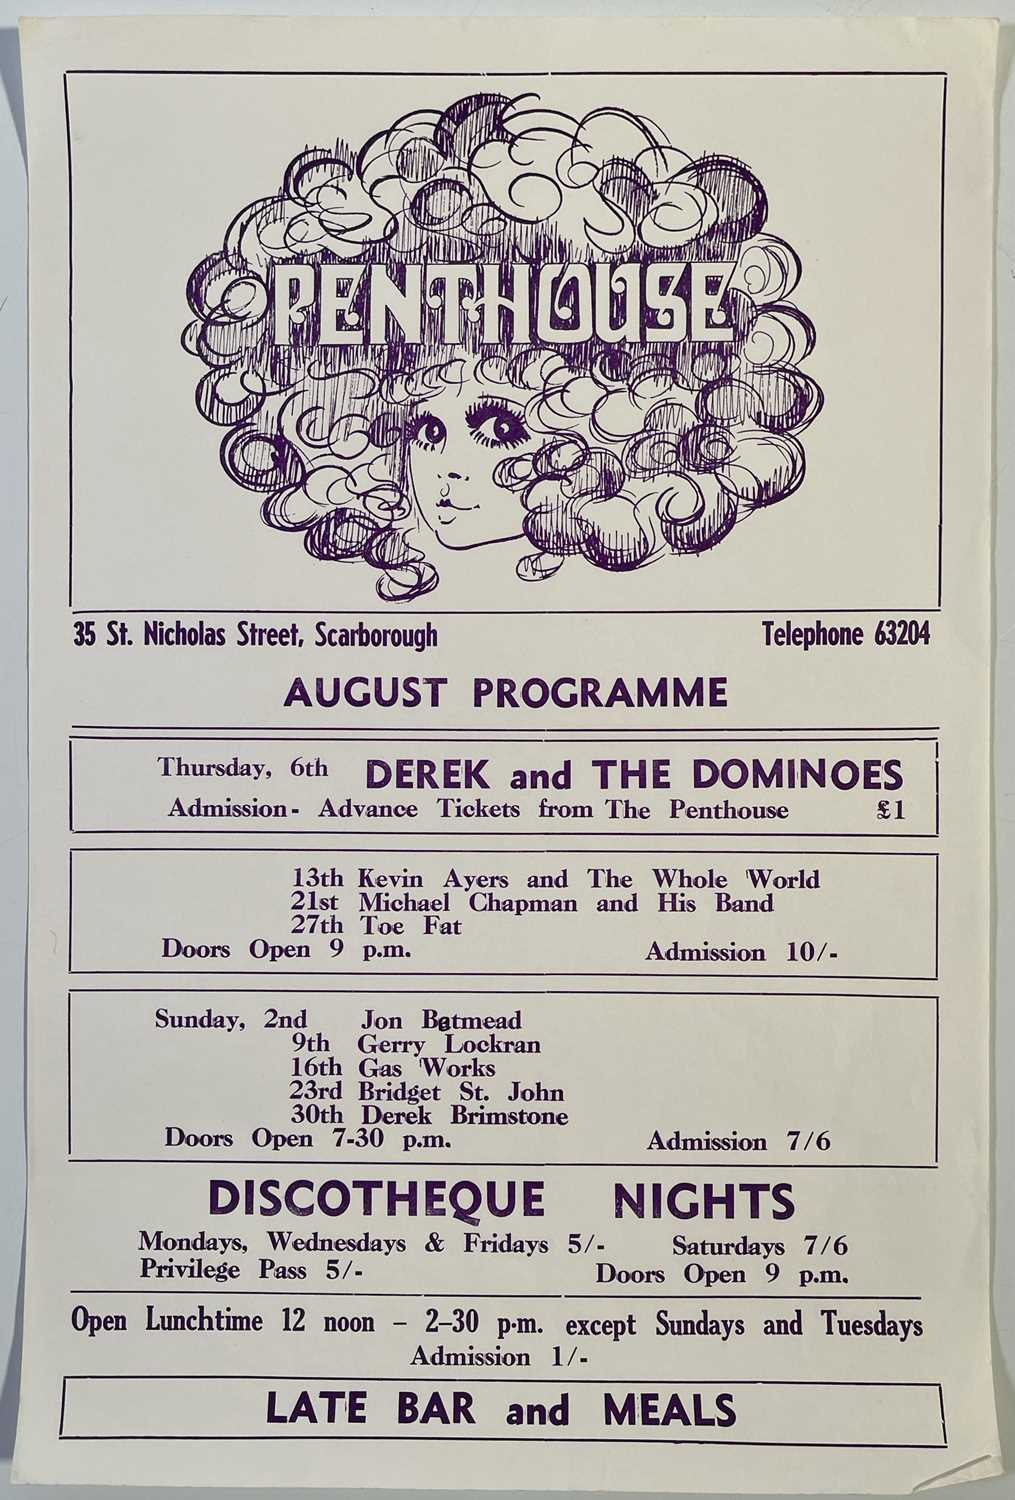 PENTHOUSE
35 St. Nicholas Street, Scarborough Telephone 63204
AUGUST PROGRAMME
Thursday, 6th DEREK and THE DOMINOES
Admission - Advance Tickets from The Penthouse £1
13th Kevin Ayers and The Whole World
21st Michael Chapman and His Band
27th Toe Fat
Doors Open 9 p.m. Admission 10/-
Sunday, 2nd Jon Betmead
9th Gerry Lockran
16th Gas Works
23rd Bridget St. John
30th Derek Brimstone
Doors Open 7-30 p.m. Admission 7/6
DISCOTHEQUE NIGHTS
Mondays, Wednesdays & Fridays 5/- Saturdays 7/6
Privilege Pass 5/- Doors Open 9 p.m.
Open Lunchtime 12 noon – 2–30 p·m. except Sundays and Tuesdays
Admission 1/-
LATE BAR and MEALS